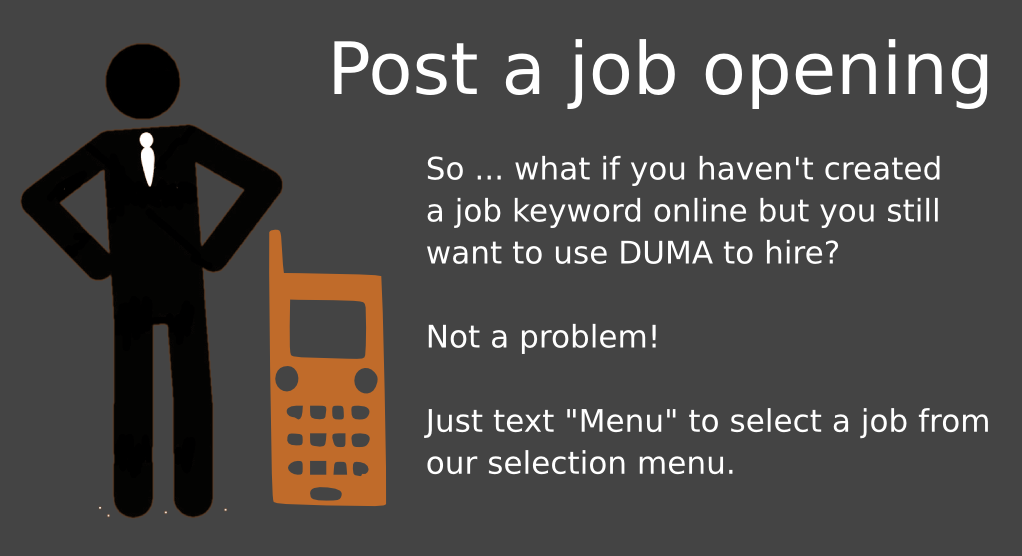 Post a job opening
So ... what if you haven't created
a job keyword online but you still
want to use DUMA to hire?
Not a problem!
Just text "Menu" to select a job from
our selection menu.